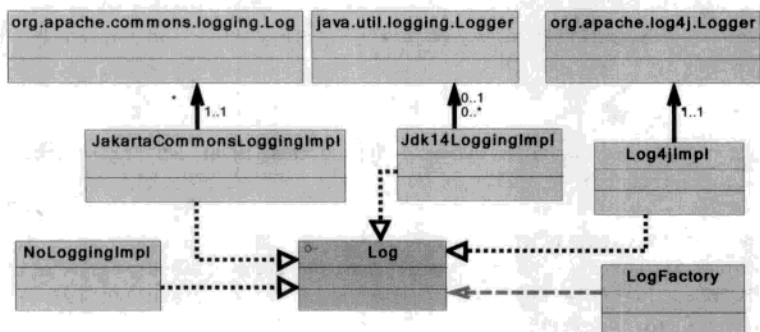 org.apache.commons.logging.Log
java.util.logging.Logger
org.apache.log4j.Logger
*
1..1
0..1
0..*
*
1..1
JakartaCommonsLoggingImpl
Jdk14LoggingImpl
Log4jImpl
NoLoggingImpl
Log
LogFactory